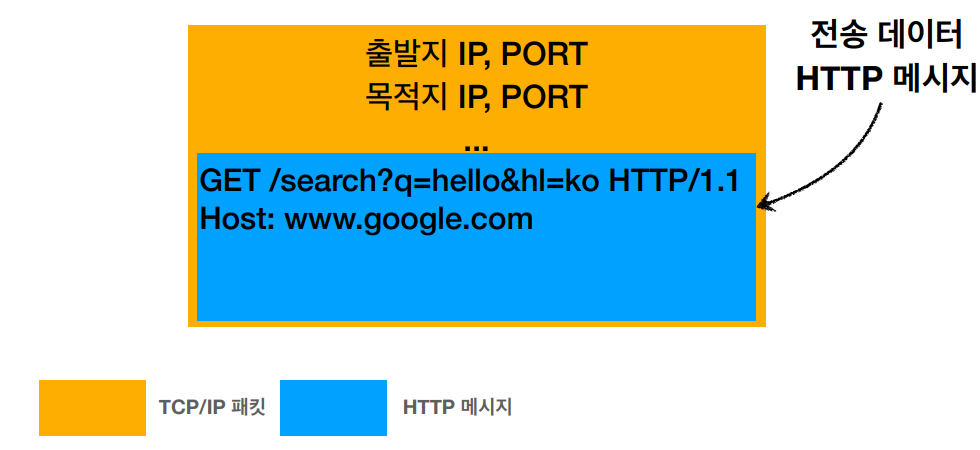 출발지 IP, PORT
목적지 IP, PORT
...
GET /search?q=hello&hl=ko HTTP/1.1
Host: www.google.com
전송 데이터
HTTP 메시지
TCP/IP 패킷
HTTP 메시지